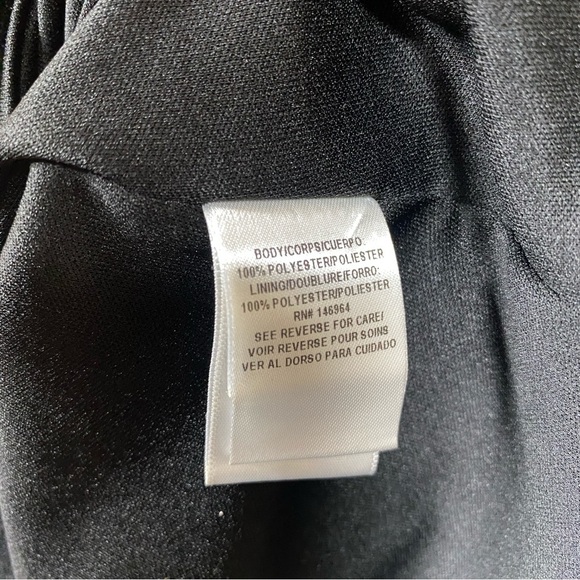 BODY/CORPS/CUERPO:
100% POLYESTER/POLIESTER
LINING/DOUBLURE/FORRO:
100% POLYESTER/POLIESTER
RN# 146964
SEE REVERSE FOR CARE/
VOIR REVERSE POUR SOINS
VER AL DORSO PARA CUIDADO